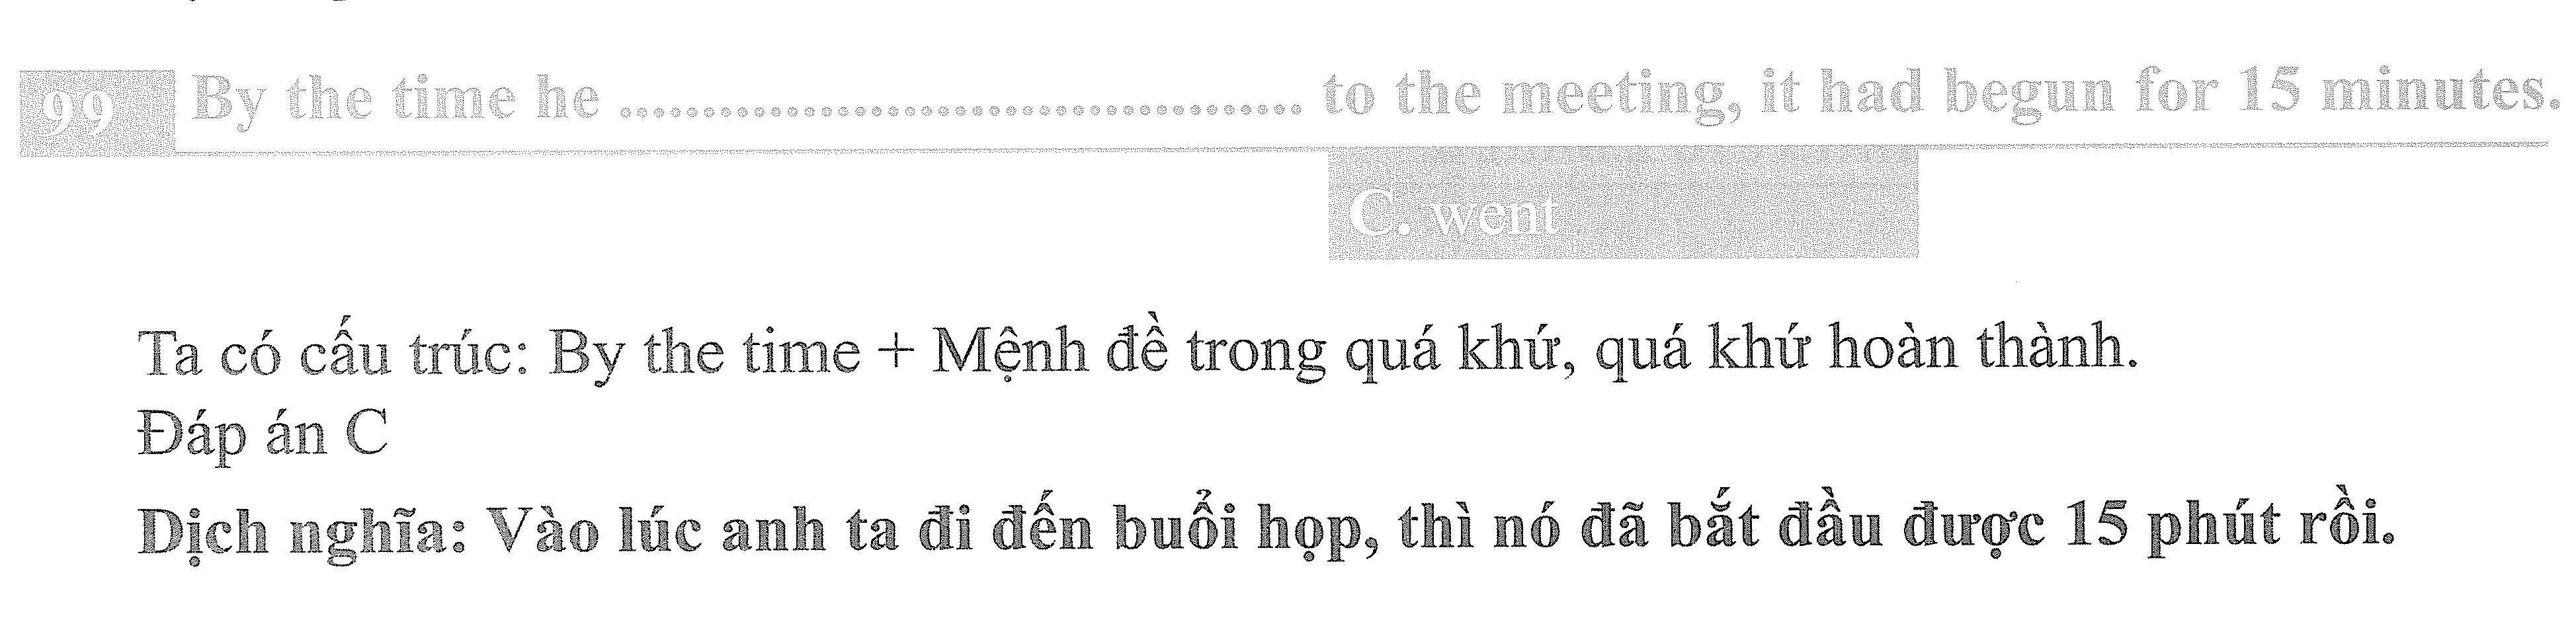 99 By the time he ........................................ to the meeting, it had begun for 15 minutes.
C. went
Ta có cấu trúc: By the time + Mệnh đề trong quá khứ, quá khứ hoàn thành.
Đáp án C
Dịch nghĩa: Vào lúc anh ta đi đến buổi họp, thì nó đã bắt đầu được 15 phút rồi.